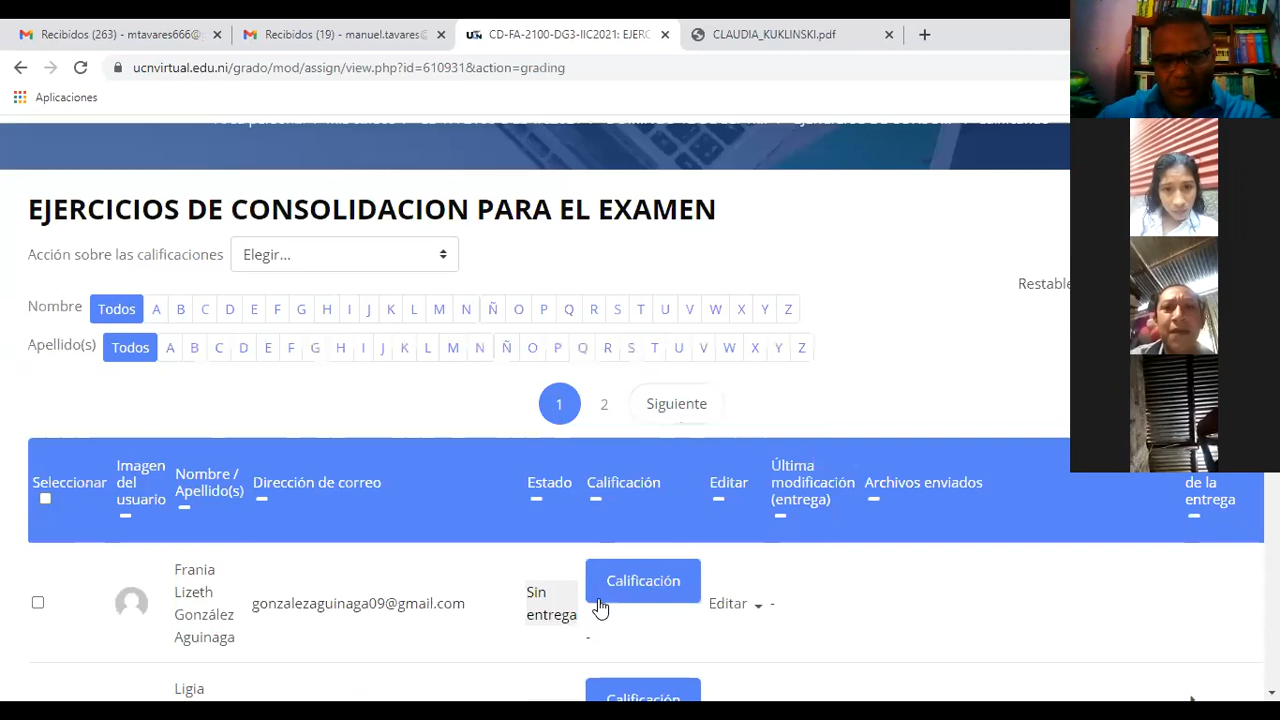 Recibidos (263) - mtavares666@
Recibidos (19) - manuel.tavares@
UCN CD-FA-2100-DG3-IIC2021: EJERC
CLAUDIA_KUKLINSKI.pdf
ucnvirtual.edu.ni/grado/mod/assign/view.php?id=610931&action=grading
Aplicaciones
EJERCICIOS DE CONSOLIDACION PARA EL EXAMEN
Acción sobre las calificaciones Elegir...
Restable
Nombre Todos A B C D E F G H I J K L M N Ñ O P Q R S T U V W X Y Z
Apellido(s) Todos A B C D E F G H I J K L M N Ñ O P Q R S T U V W X Y Z
1 2 Siguiente
Seleccionar
Imagen
del
usuario
Nombre /
Apellido(s)
Dirección de correo
Estado
Calificación
Editar
Última
modificación
(entrega)
Archivos enviados
de la
entrega
Frania
Lizeth
González
Aguinaga
gonzalezaguinaga09@gmail.com
Sin
entrega
Calificación
-
Editar
-
Ligia
Calificación